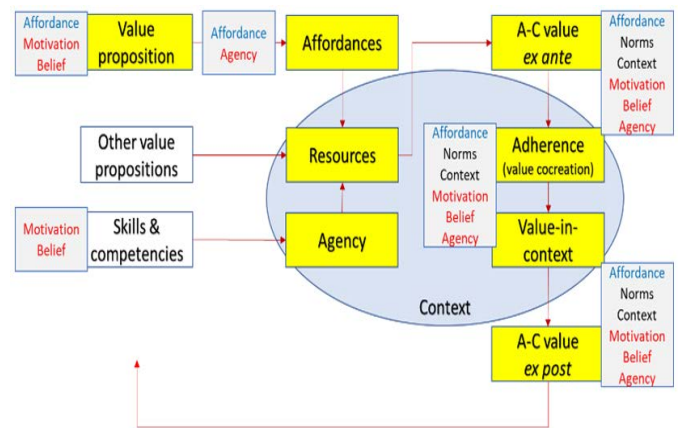 Affordance
Motivation
Belief
Value
proposition
Affordance
Agency
Affordances
A-C value
ex ante
Affordance
Norms
Context
Motivation
Belief
Agency
Other value
propositions
Resources
Affordance
Norms
Context
Motivation
Belief
Agency
Adherence
(value cocreation)
Motivation
Belief
Skills &
competencies
Agency
Value-in-
context
Context
Affordance
Norms
Context
Motivation
Belief
Agency
A-C value
ex post